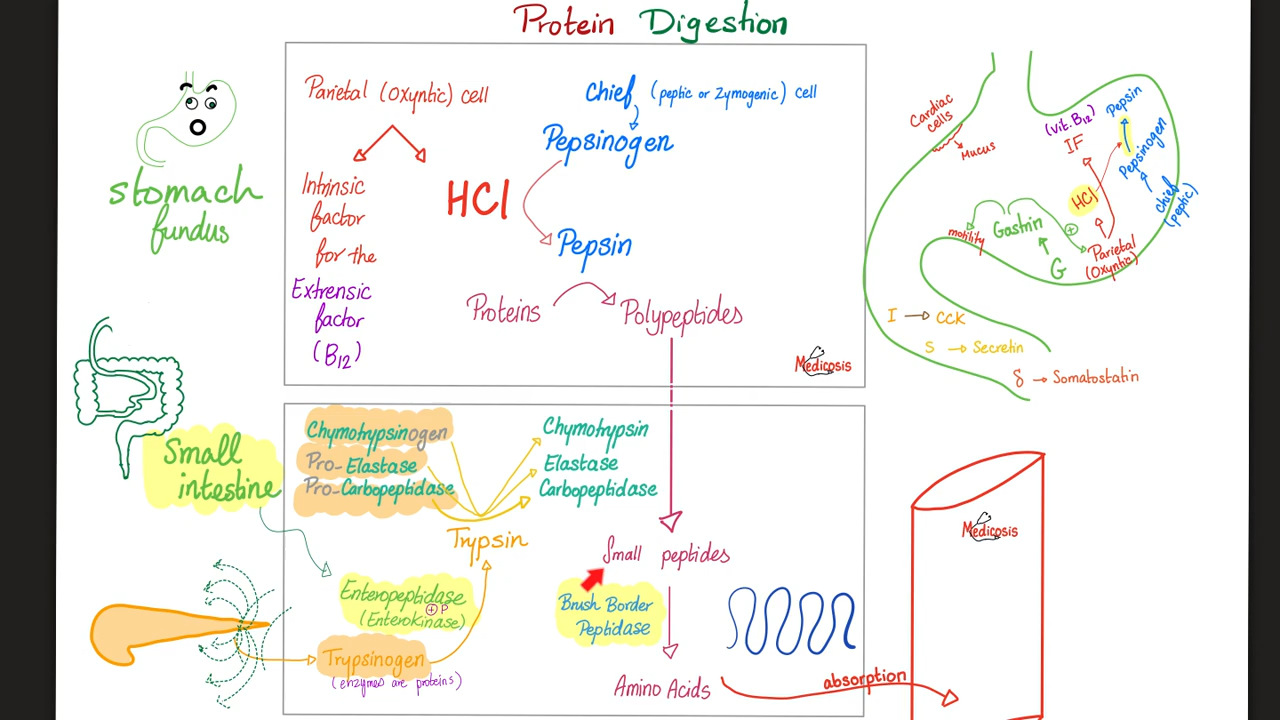 Protein Digestion
stomach
fundus
Parietal (Oxyntic) cell
Intrinsic
factor
for the
Extrensic
factor
(B12)
HCl
Chief (peptic or Zymogenic) cell
Pepsinogen
Pepsin
Proteins
Polypeptides
Medicosis
Cardiac
cells
Mucus
(vit. B12)
IF
Pepsin
Pepsinogen
Chief
(peptic)
HCl
Gastrin
motility
G
Parietal
(Oxyntic)
I → CCK
S → Secretin
δ → Somatostatin
Small
intestine
Chymotrypsinogen
Pro-Elastase
Pro-Carbopeptidase
Chymotrypsin
Elastase
Carbopeptidase
Trypsin
Enteropeptidase
(Enterokinase)
Trypsinogen
(enzymes are proteins)
Small peptides
Brush Border
Peptidase
Amino Acids
absorption
Medicosis